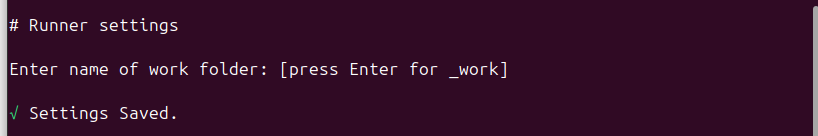 # Runner settings
Enter name of work folder: [press Enter for _work]
√ Settings Saved.